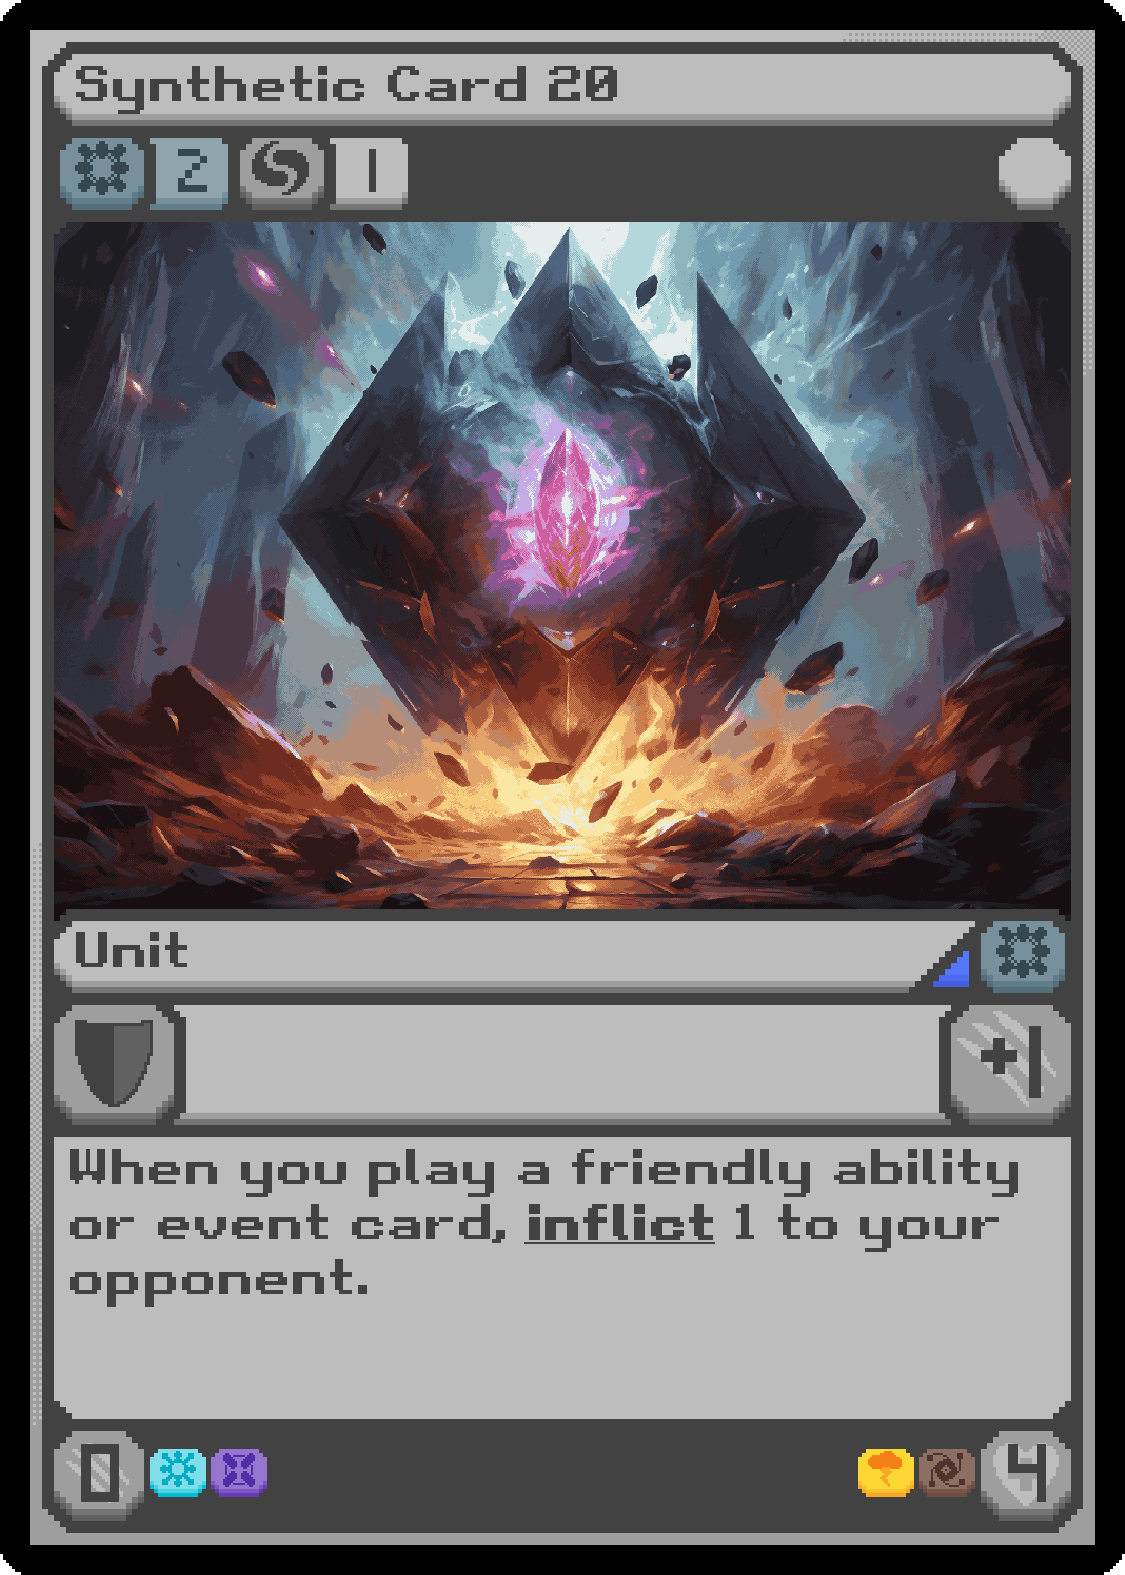 Synthetic Card 20
2 1
Unit
+1
When you play a friendly ability
or event card, inflict 1 to your
opponent.
0 4